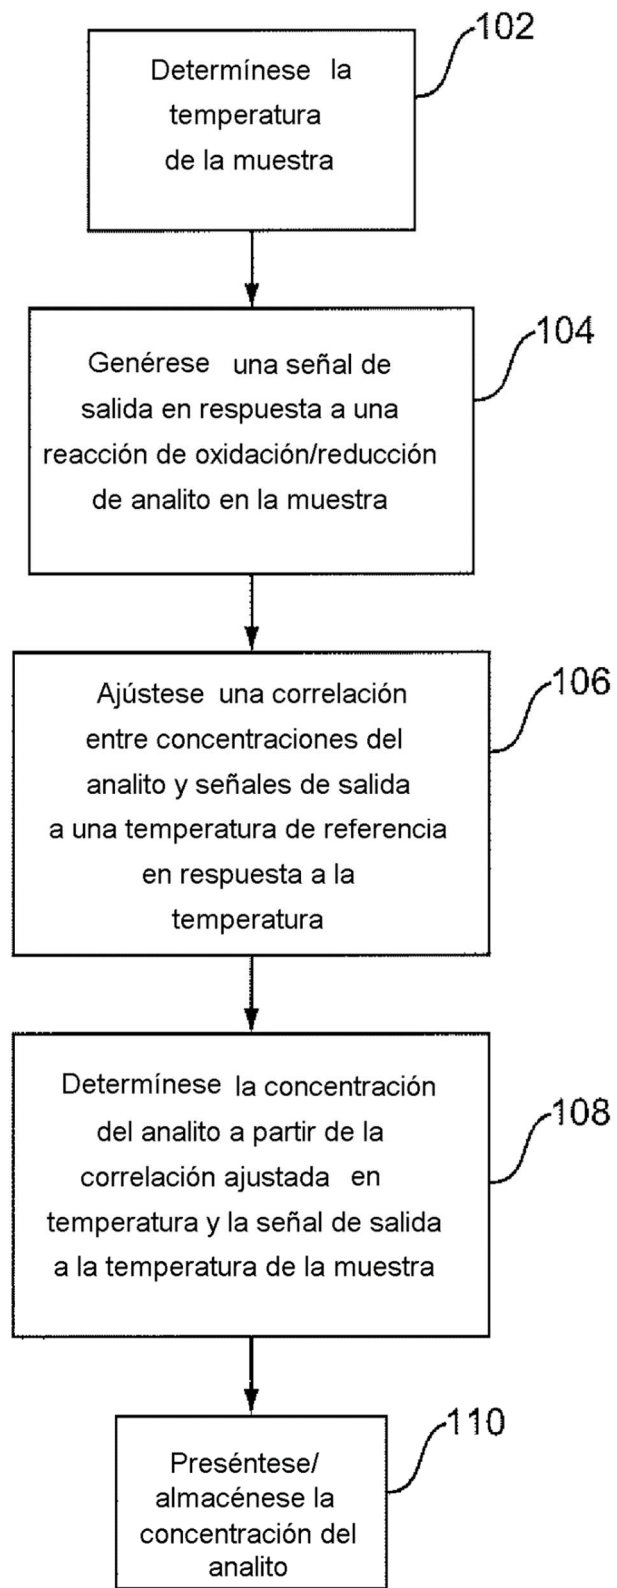 102
Determínese la
temperatura
de la muestra
104
Genérese una señal de
salida en respuesta a una
reacción de oxidación/reducción
de analito en la muestra
106
Ajústese una correlación
entre concentraciones del
analito y señales de salida
a una temperatura de referencia
en respuesta a la
temperatura
108
Determínese la concentración
del analito a partir de la
correlación ajustada en
temperatura y la señal de salida
a la temperatura de la muestra
110
Preséntese/
almacénese la
concentración del
analito